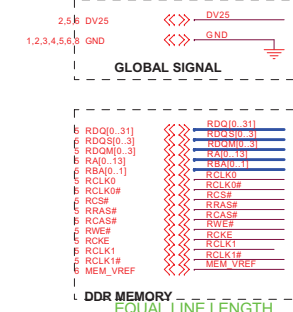 2,5,6 DV25 DV25
1,2,3,4,5,6,8 GND GND
GLOBAL SIGNAL
5 RDQ[0..31] RDQ[0..31]
5 RDQS[0..3] RDQS[0..3]
5 RDQM[0..3] RDQM[0..3]
5 RA[0..13] RA[0..13]
5 RBA[0..1] RBA[0..1]
5 RCLK0 RCLK0
5 RCLK0# RCLK0#
5 RCS# RCS#
5 RRAS# RRAS#
5 RCAS# RCAS#
5 RWE# RWE#
5 RCKE RCKE
5 RCLK1 RCLK1
5 RCLK1# RCLK1#
5 MEM_VREF MEM_VREF
DDR MEMORY
EQUAL LINE LENGTH